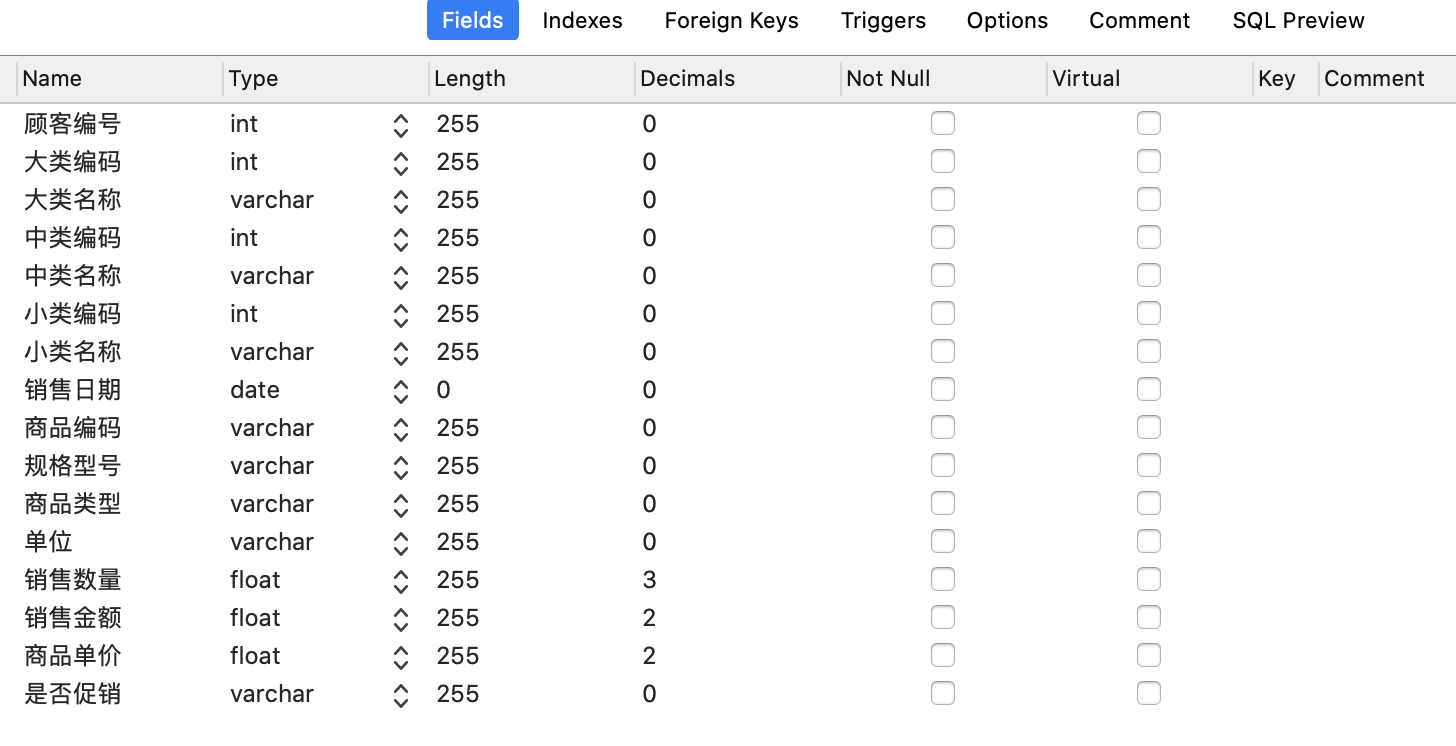 Fields Indexes Foreign Keys Triggers Options Comment SQL Preview
Name Type Length Decimals Not Null Virtual Key Comment
顾客编号 int 255 0
大类编码 int 255 0
大类名称 varchar 255 0
中类编码 int 255 0
中类名称 varchar 255 0
小类编码 int 255 0
小类名称 varchar 255 0
销售日期 date 0 0
商品编码 varchar 255 0
规格型号 varchar 255 0
商品类型 varchar 255 0
单位 varchar 255 0
销售数量 float 255 3
销售金额 float 255 2
商品单价 float 255 2
是否促销 varchar 255 0